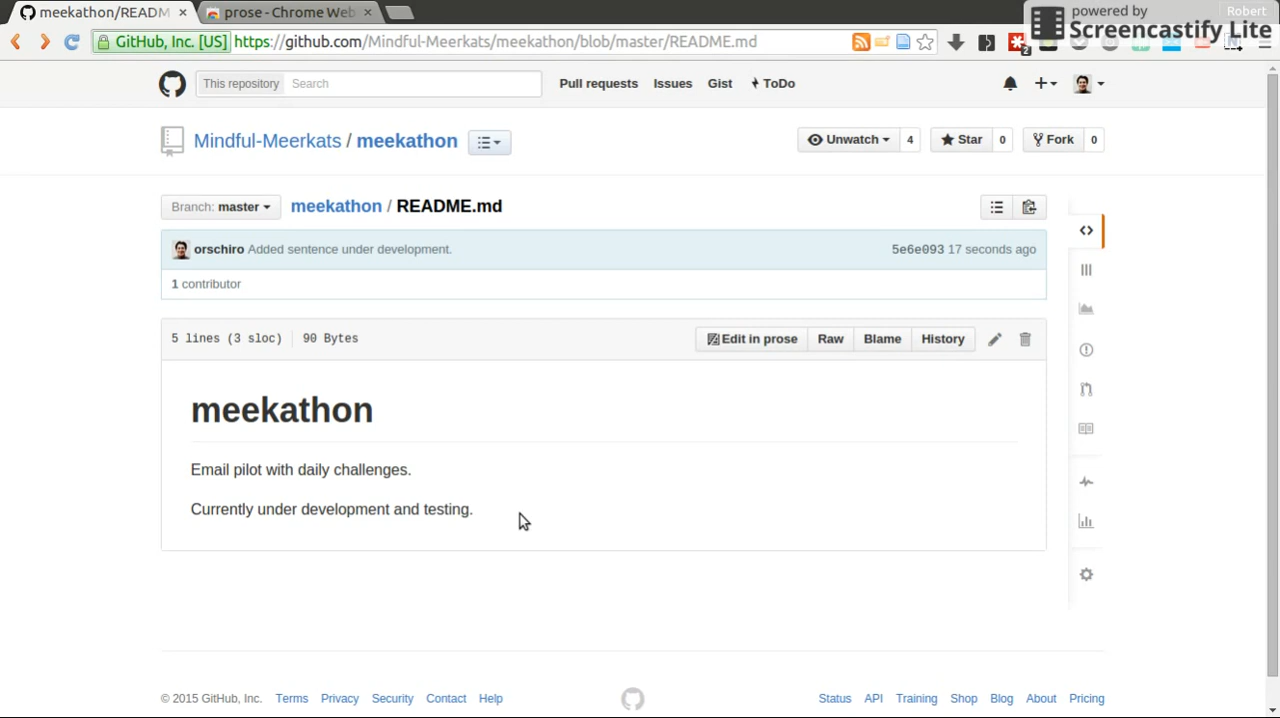 meekathon/READM × prose - Chrome Web ×
powered by Robert
Screencastify Lite
GitHub, Inc. [US] https://github.com/Mindful-Meerkats/meekathon/blob/master/README.md
2
This repository Search Pull requests Issues Gist ToDo
Mindful-Meerkats / meekathon Unwatch 4 Star 0 Fork 0
Branch: master meekathon / README.md
orschiro Added sentence under development. 5e6e093 17 seconds ago
1 contributor
5 lines (3 sloc) 90 Bytes Edit in prose Raw Blame History
meekathon
Email pilot with daily challenges.
Currently under development and testing.
© 2015 GitHub, Inc. Terms Privacy Security Contact Help Status API Training Shop Blog About Pricing